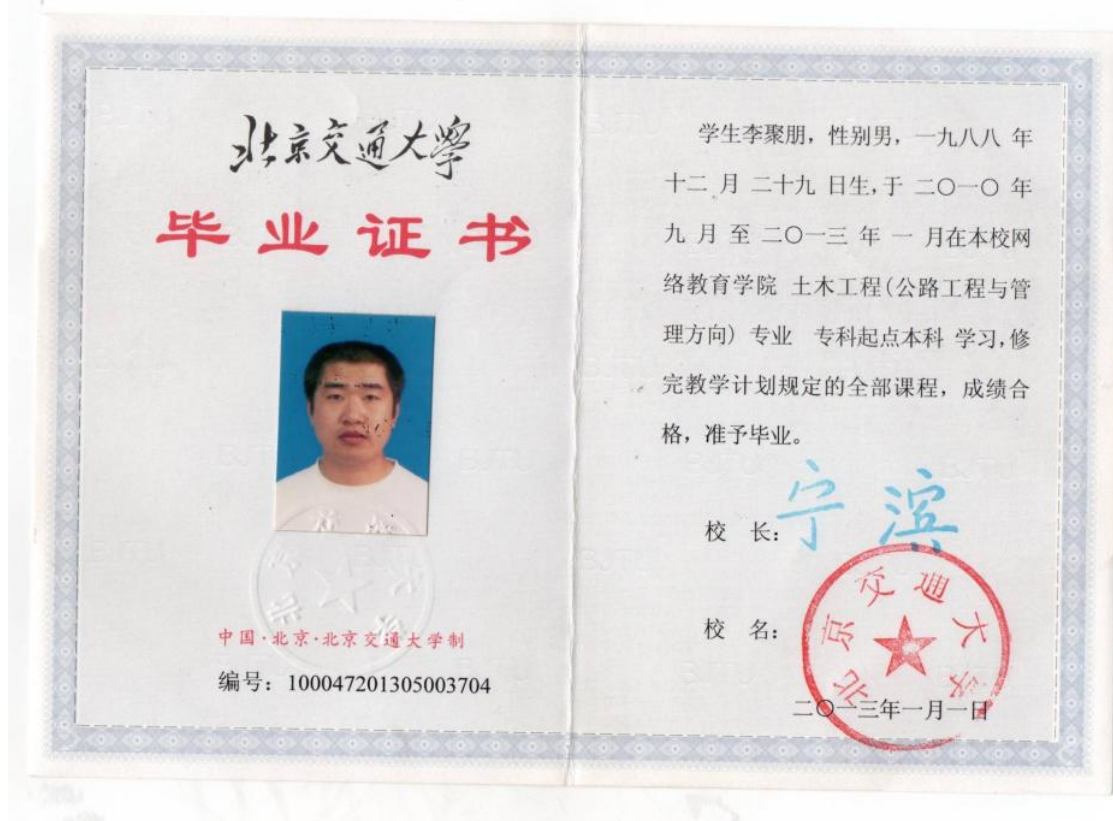 北京交通大學
毕业证书
中国·北京·北京交通大学制
编号：100047201305003704
学生李聚朋，性别男，一九八八 年
十二 月 二十九 日生,于 二〇一〇 年
九 月 至 二〇一三 年 一 月在本校网
络教育学院 土木工程(公路工程与管
理方向) 专业 专科起点本科 学习,修
完教学计划规定的全部课程，成绩合
格，准予毕业。
校 长：宁滨
校 名：
北京交通大学
二〇一三年一月一日